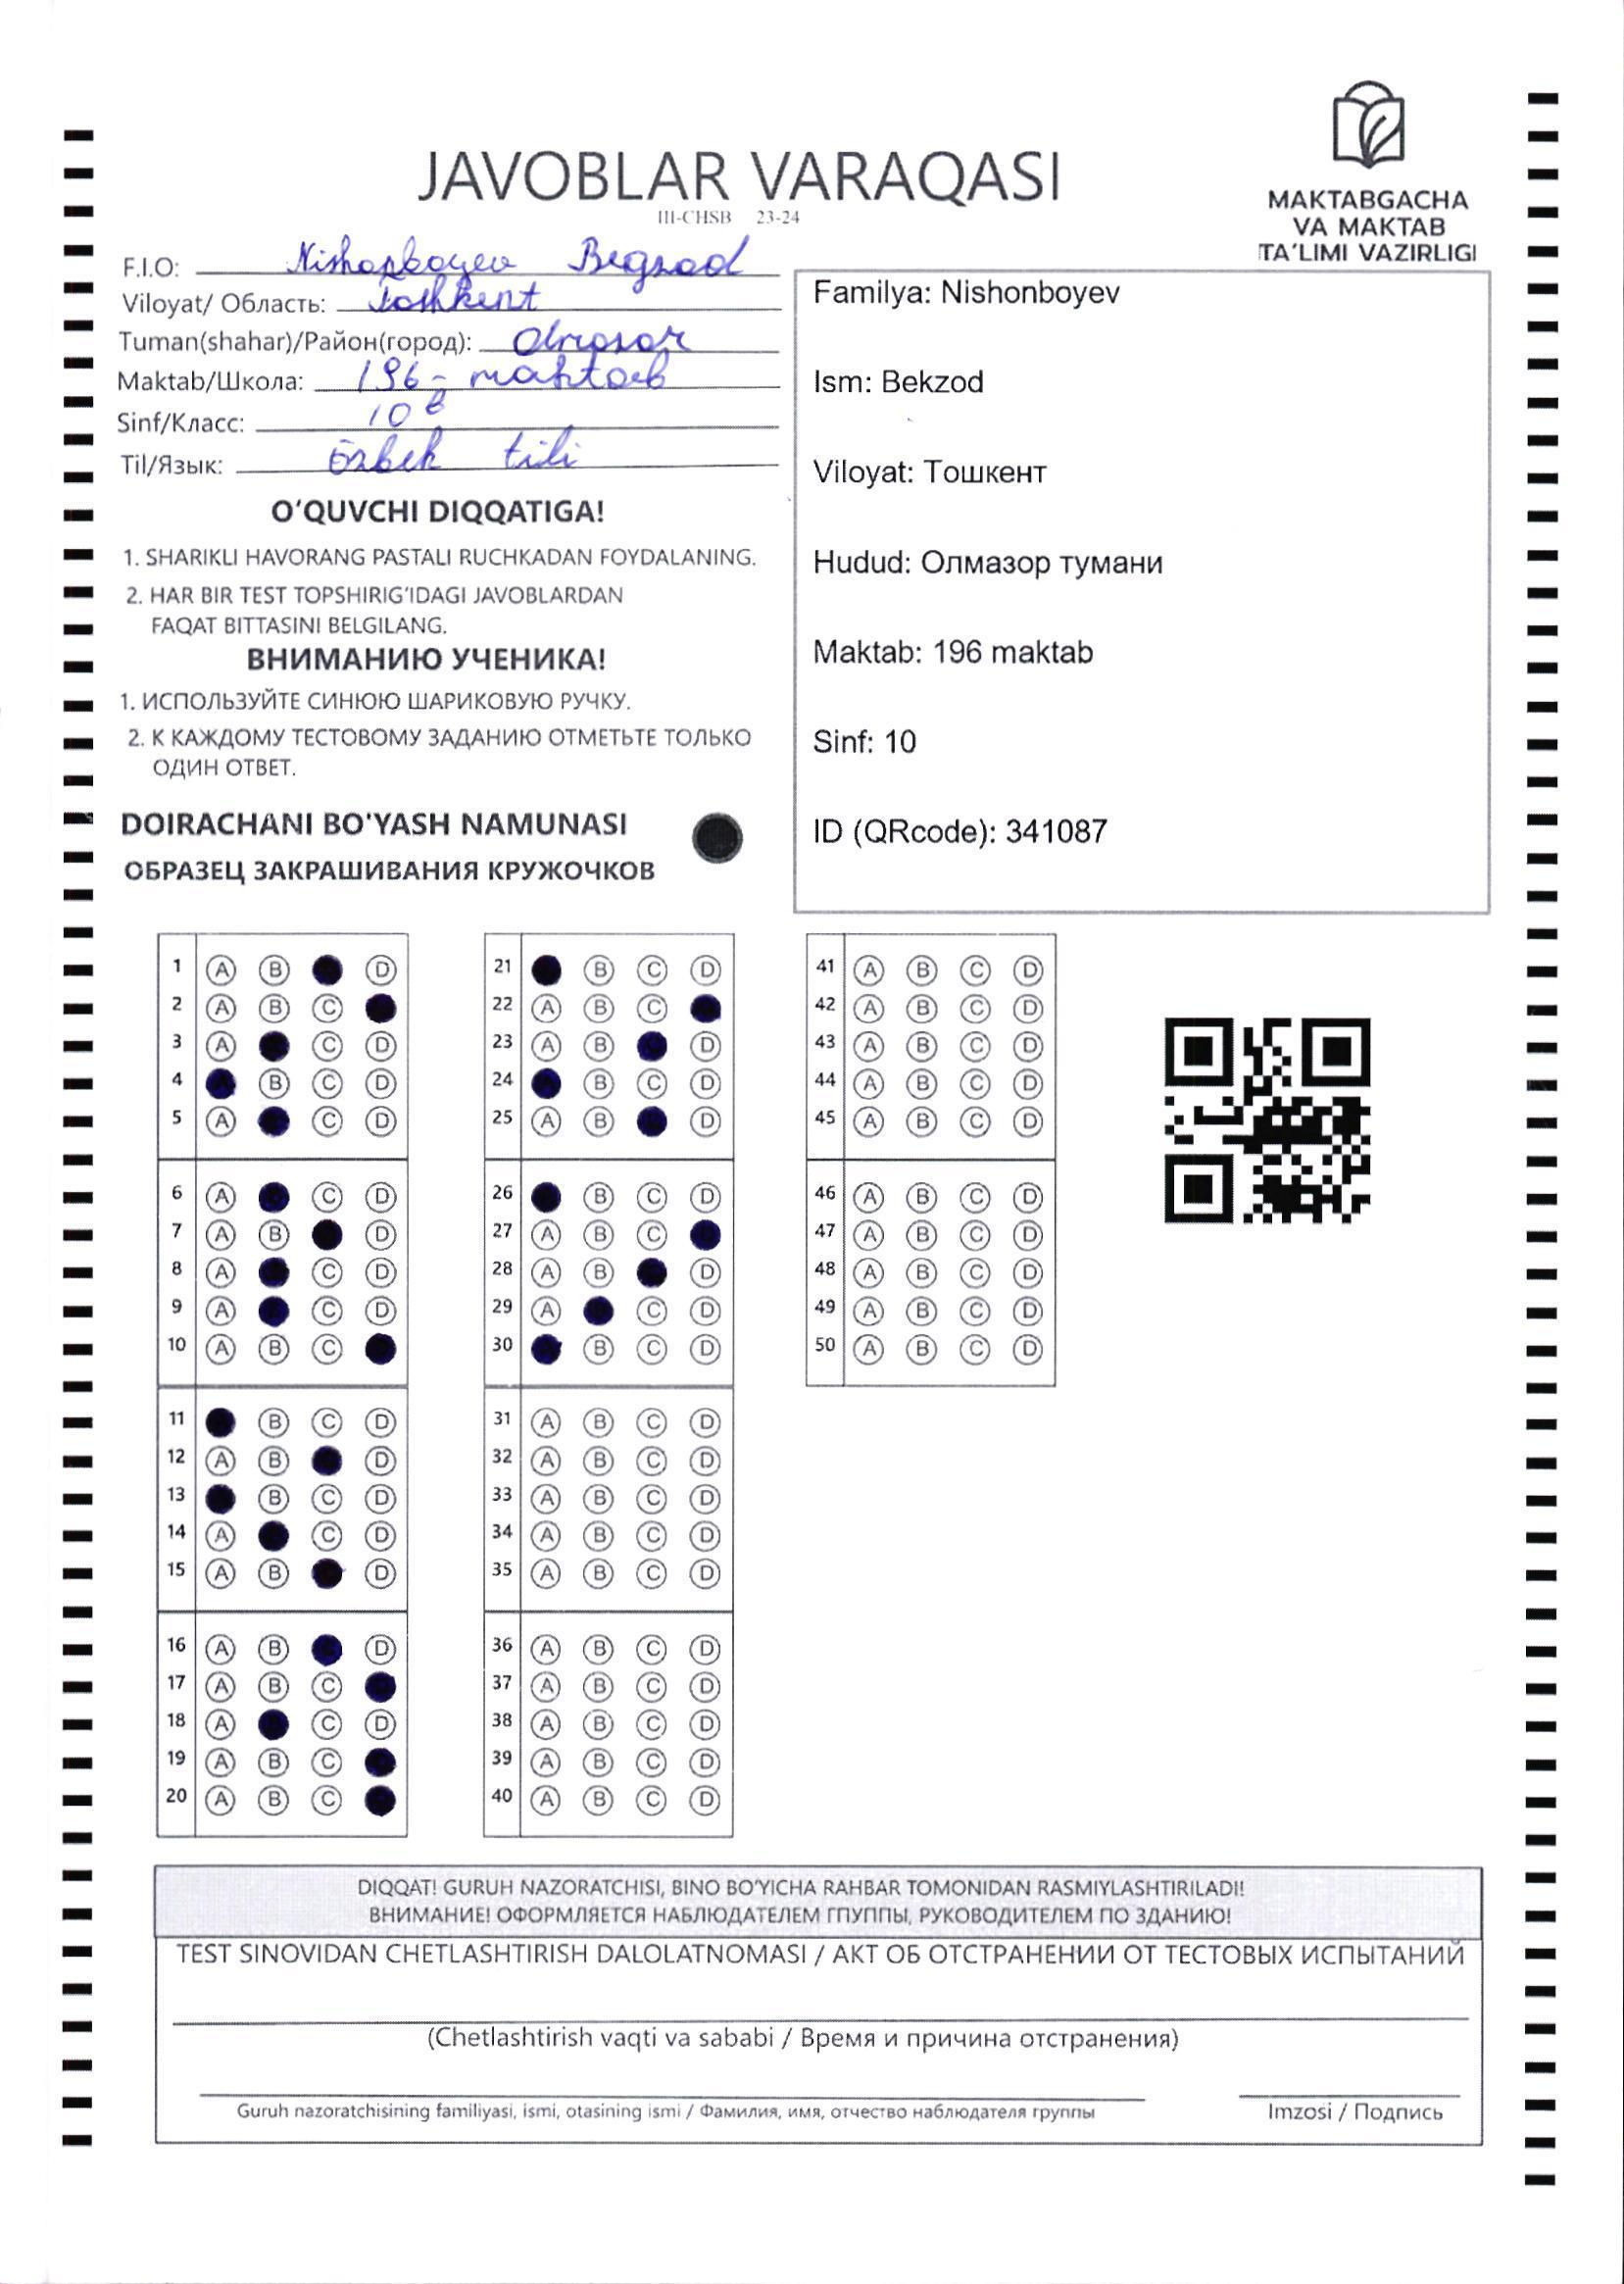 JAVOBLAR VARAQASI
III-CHSB 23-24
MAKTABGACHA
VA MAKTAB
TA'LIMI VAZIRLIGI
F.I.O: Nishonboyev Begzod
Viloyat/ Область: Toshkent
Tuman(shahar)/Район(город): Olmosor
Maktab/Школа: 196- maktab
Sinf/Класс: 10 B
Til/Язык: Özbek tili
O'QUVCHI DIQQATIGA!
1. SHARIKLI HAVORANG PASTALI RUCHKADAN FOYDALANING.
2. HAR BIR TEST TOPSHIRIG'IDAGI JAVOBLARDAN
FAQAT BITTASINI BELGILANG.
ВНИМАНИЮ УЧЕНИКА!
1. ИСПОЛЬЗУЙТЕ СИНЮЮ ШАРИКОВУЮ РУЧКУ.
2. К КАЖДОМУ ТЕСТОВОМУ ЗАДАНИЮ ОТМЕТЬТЕ ТОЛЬКО
ОДИН ОТВЕТ.
DOIRACHANI BO'YASH NAMUNASI
ОБРАЗЕЦ ЗАКРАШИВАНИЯ КРУЖОЧКОВ
Familya: Nishonboyev
Ism: Bekzod
Viloyat: Тошкент
Hudud: Олмазор тумани
Maktab: 196 maktab
Sinf: 10
ID (QRcode): 341087
1 A B D
2 A B C
3 A C D
4 B C D
5 A C D
6 A C D
7 A B D
8 A C D
9 A C D
10 A B C
11 B C D
12 A B D
13 B C D
14 A C D
15 A B D
16 A B D
17 A B C
18 A C D
19 A B C
20 A B C
21 B C D
22 A B C
23 A B D
24 B C D
25 A B D
26 B C D
27 A B C
28 A B D
29 A C D
30 B C D
31 A B C D
32 A B C D
33 A B C D
34 A B C D
35 A B C D
36 A B C D
37 A B C D
38 A B C D
39 A B C D
40 A B C D
41 A B C D
42 A B C D
43 A B C D
44 A B C D
45 A B C D
46 A B C D
47 A B C D
48 A B C D
49 A B C D
50 A B C D
DIQQAT! GURUH NAZORATCHISI, BINO BO'YICHA RAHBAR TOMONIDAN RASMIYLASHTIRILADI!
ВНИМАНИЕ! ОФОРМЛЯЕТСЯ НАБЛЮДАТЕЛЕМ ГПУППЫ, РУКОВОДИТЕЛЕМ ПО ЗДАНИЮ!
TEST SINOVIDAN CHETLASHTIRISH DALOLATNOMASI / АКТ ОБ ОТСТРАНЕНИИ ОТ ТЕСТОВЫХ ИСПЫТАНИЙ
(Chetlashtirish vaqti va sababi / Время и причина отстранения)
Guruh nazoratchisining familiyasi, ismi, otasining ismi / Фамилия, имя, отчество наблюдателя группы
Imzosi / Подпись